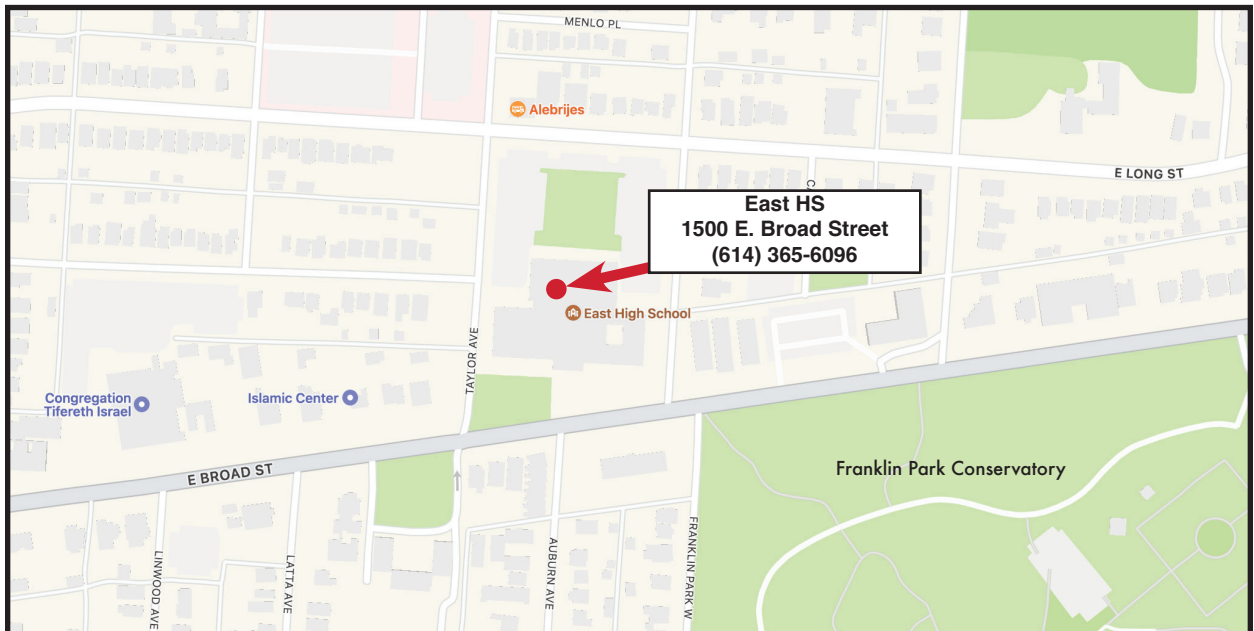 MENLO PL
Alebrijes
E LONG ST
CA
East HS
1500 E. Broad Street
(614) 365-6096
East High School
TAYLOR AVE
Congregation
Tifereth Israel
Islamic Center
E BROAD ST
Franklin Park Conservatory
LINWOOD AVE
LATTA AVE
AUBURN AVE
FRANKLIN PARK W